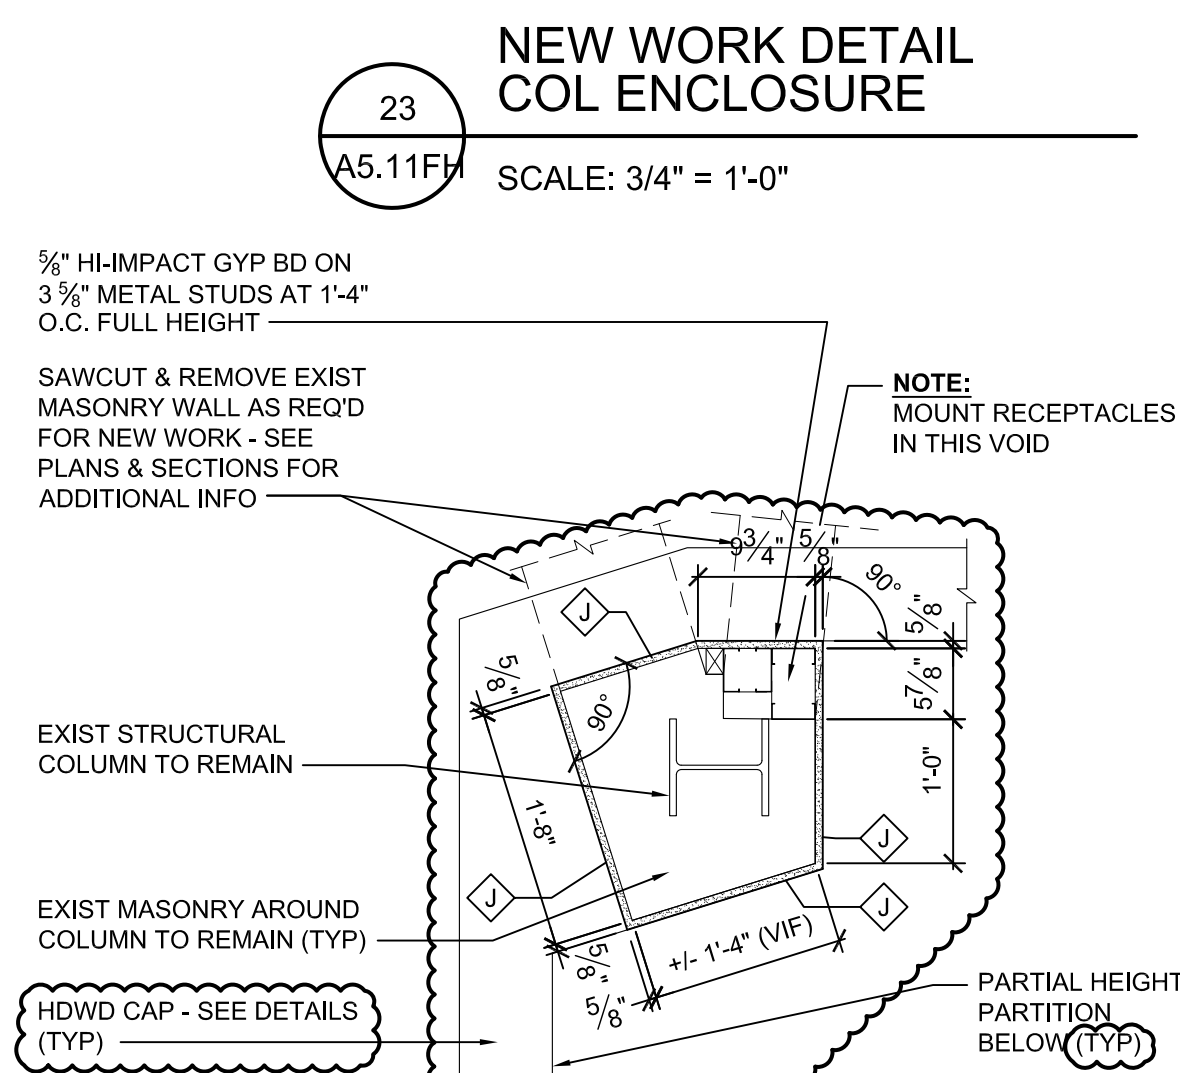 NEW WORK DETAIL
COL ENCLOSURE
23
A5.11FH
SCALE: 3/4" = 1'-0"
5/8" HI-IMPACT GYP BD ON
3 5/8" METAL STUDS AT 1'-4"
O.C. FULL HEIGHT
SAWCUT & REMOVE EXIST
MASONRY WALL AS REQ'D
FOR NEW WORK - SEE
PLANS & SECTIONS FOR
ADDITIONAL INFO
NOTE:
MOUNT RECEPTACLES
IN THIS VOID
9 3/4"
5/8"
90°
5/8"
J
5/8"
5 7/8"
90°
EXIST STRUCTURAL
COLUMN TO REMAIN
1'-0"
1'-8"
J
J
J
EXIST MASONRY AROUND
COLUMN TO REMAIN (TYP)
+/- 1'-4" (VIF)
5/8"
5/8"
HDWD CAP - SEE DETAILS
(TYP)
PARTIAL HEIGHT
PARTITION
BELOW (TYP)